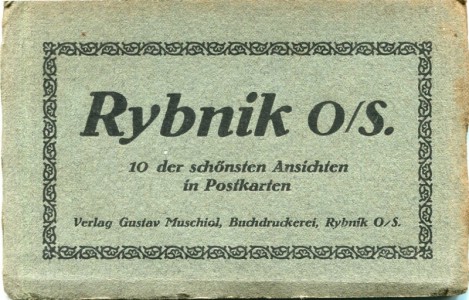 Rybnik O/S.
10 der schönsten Ansichten
in Postkarten
Verlag Gustav Muschiol, Buchdruckerei, Rybnik O/S.